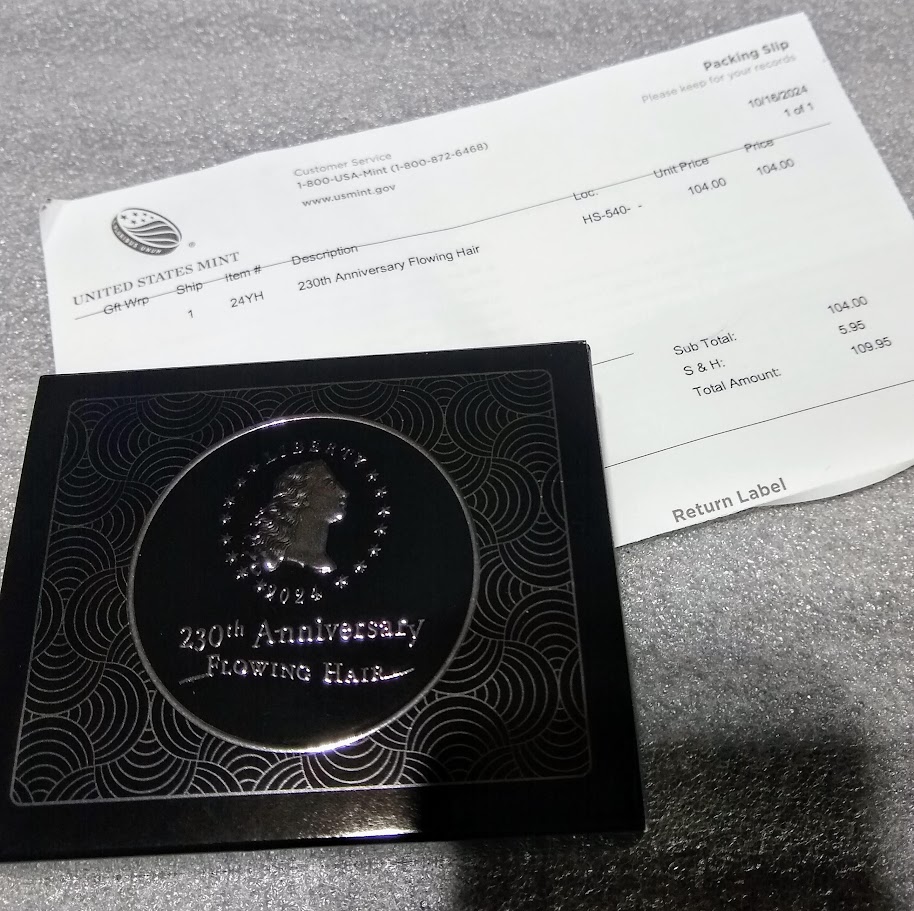 Packing Slip
Please keep for your records
10/16/2024
1 of 1
Customer Service
1-800-USA-Mint (1-800-872-6468)
www.usmint.gov
UNITED STATES MINT
Gft Wrp Ship Item # Description Loc. Unit Price Price
1 24YH 230th Anniversary Flowing Hair HS-540- - 104.00 104.00
Sub Total: 104.00
S & H: 5.95
Total Amount: 109.95
Return Label
LIBERTY
2024
230th Anniversary
FLOWING HAIR